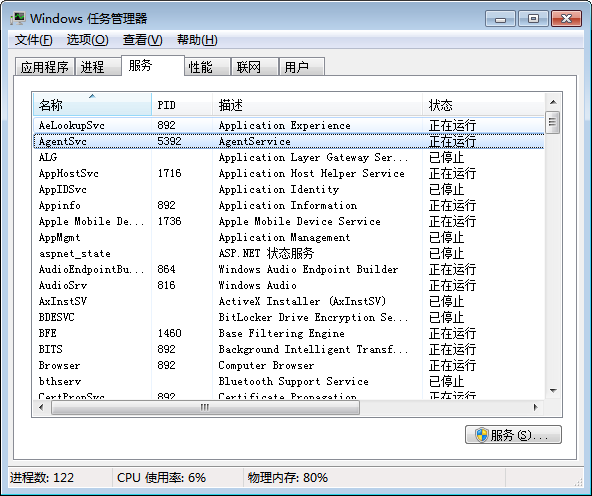 Windows 任务管理器
文件(F) 选项(O) 查看(V) 帮助(H)
应用程序 进程 服务 性能 联网 用户
名称 PID 描述 状态
AeLookupSvc 892 Application Experience 正在运行
AgentSvc 5392 AgentService 正在运行
ALG Application Layer Gateway Ser... 已停止
AppHostSvc 1716 Application Host Helper Service 正在运行
AppIDSvc Application Identity 已停止
Appinfo 892 Application Information 正在运行
Apple Mobile De... 1736 Apple Mobile Device Service 正在运行
AppMgmt Application Management 已停止
aspnet_state ASP.NET 状态服务 已停止
AudioEndpointBu... 864 Windows Audio Endpoint Builder 正在运行
AudioSrv 816 Windows Audio 正在运行
AxInstSV ActiveX Installer (AxInstSV) 已停止
BDESVC BitLocker Drive Encryption Se... 已停止
BFE 1460 Base Filtering Engine 正在运行
BITS 892 Background Intelligent Transf... 正在运行
Browser 892 Computer Browser 正在运行
bthserv Bluetooth Support Service 已停止
CertPropSvc 892 Certificate Propagation 正在运行
服务(S)...
进程数: 122 CPU 使用率: 6% 物理内存: 80%